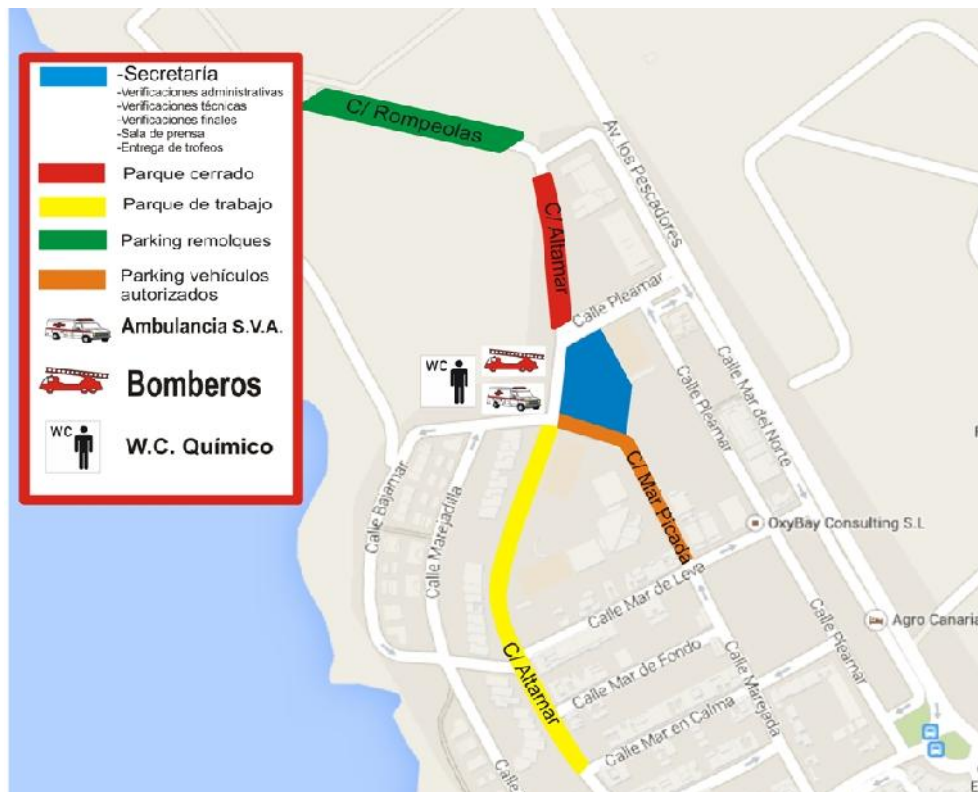 -Secretaría
-Verificaciones administrativas
-Verificaciones técnicas
-Verificaciones finales
-Sala de prensa
-Entrega de trofeos
Parque cerrado
Parque de trabajo
Parking remolques
Parking vehículos
autorizados
Ambulancia S.V.A.
Bomberos
WC
W.C. Químico
C/ Rompeolas
Av. los Pescadores
C/ Altamar
Calle Pleamar
WC
Calle Pleamar
Calle Mar del Norte
C/ Mar Picada
Calle Bajamar
Calle Marejadilla
OxyBay Consulting S.L
Calle Mar de Leva
Agro Canaria
Calle Pleamar
C/ Altamar
Calle Mar de Fondo
Calle Marejada
Calle Mar en Calma
Calle